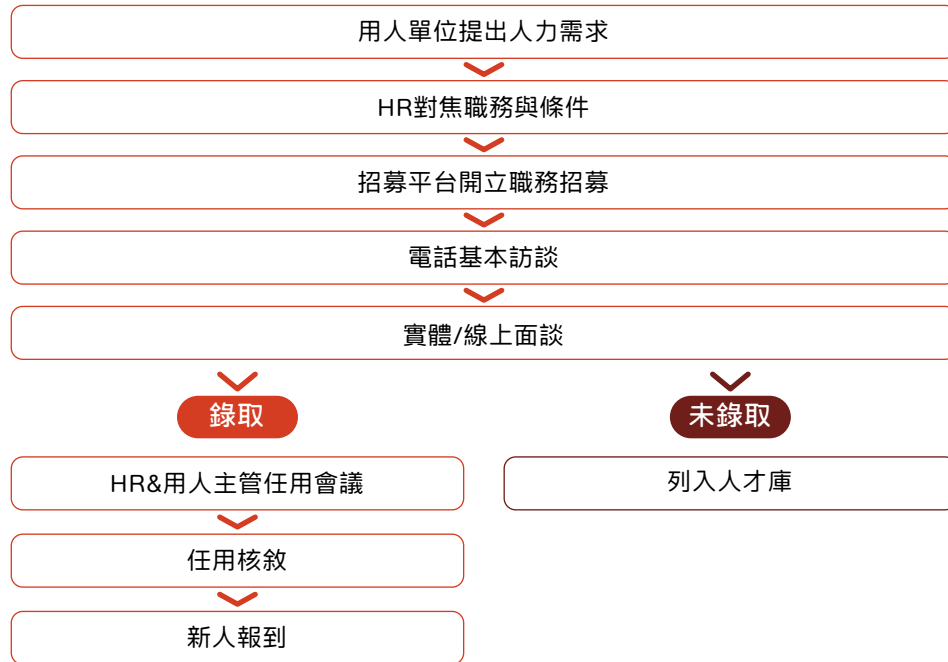 用人單位提出人力需求
HR對焦職務與條件
招募平台開立職務招募
電話基本訪談
實體/線上面談
錄取
未錄取
HR&用人主管任用會議
列入人才庫
任用核敘
新人報到